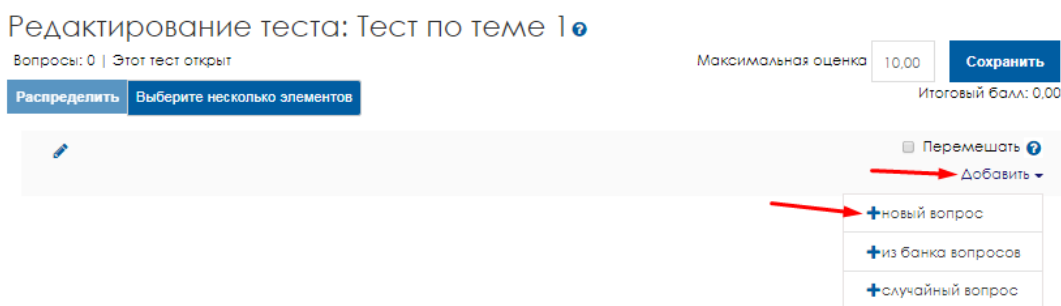 Редактирование теста: Тест по теме 1
Вопросы: 0 | Этот тест открыт
Максимальная оценка 10,00 Сохранить
Распределить Выберите несколько элементов
Итоговый балл: 0,00
Перемешать
Добавить
новый вопрос
из банка вопросов
случайный вопрос